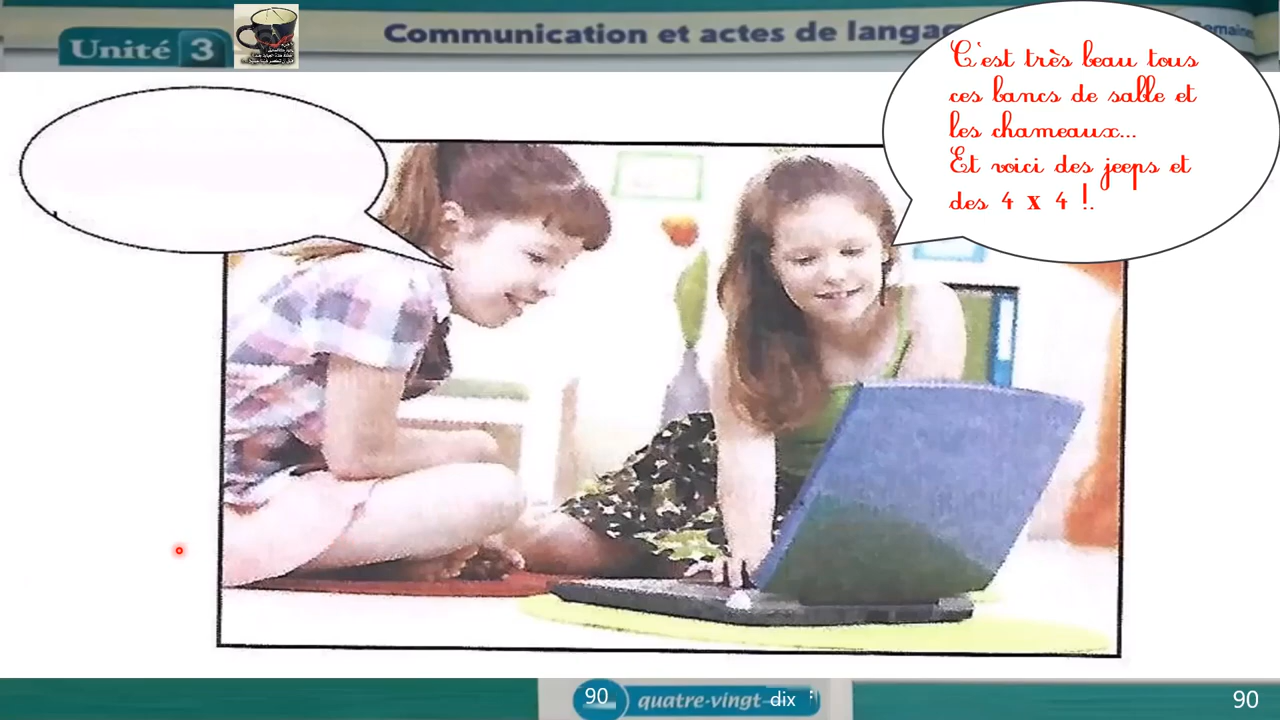 Unité 3
Communication et actes de langa
emaine
C'est très beau tous
ces bancs de sable et
les chameaux...
Et voici des jeeps et
des 4 x 4 !.
90 quatre-vingt-dix
90